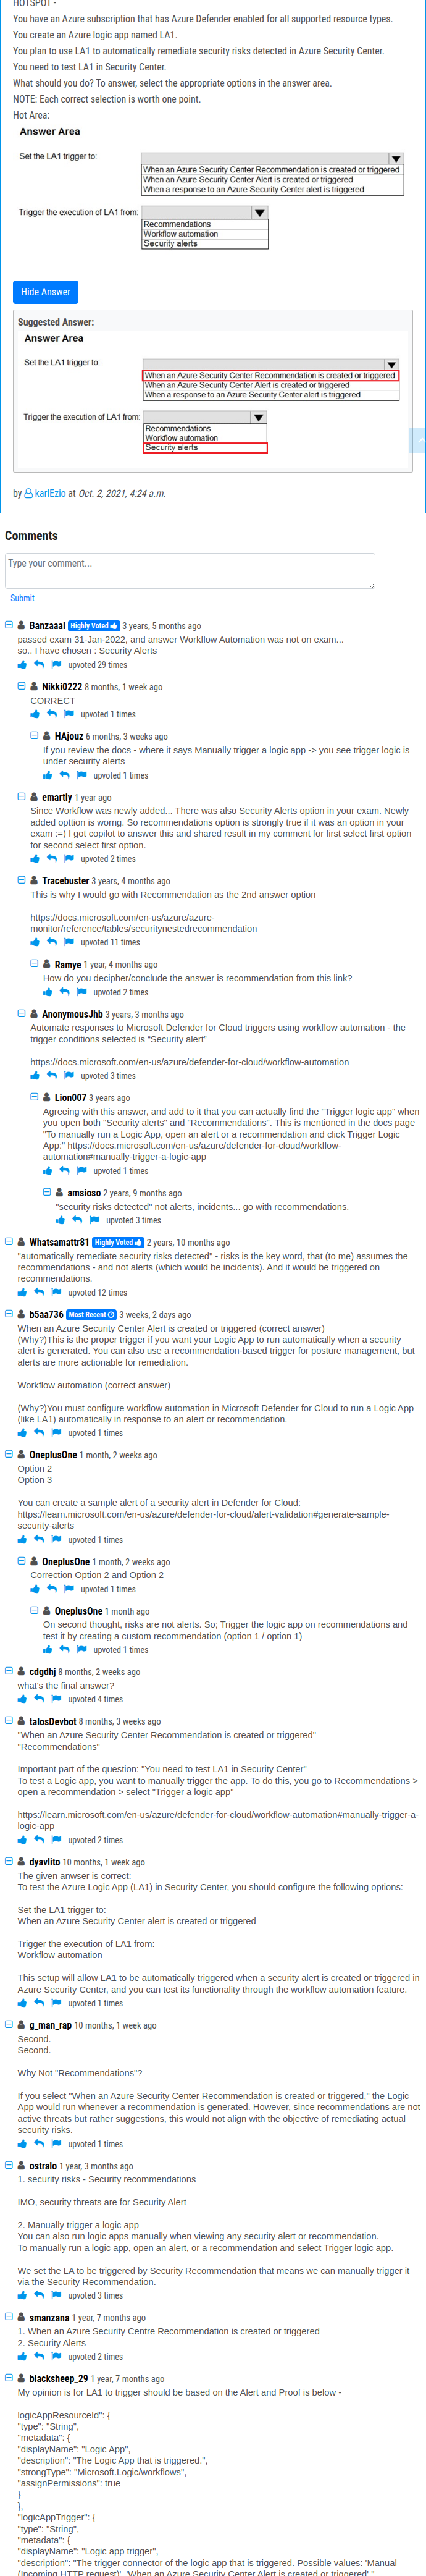 HOTSPOT -
You have an Azure subscription that has Azure Defender enabled for all supported resource types.
You create an Azure logic app named LA1.
You plan to use LA1 to automatically remediate security risks detected in Azure Security Center.
You need to test LA1 in Security Center.
What should you do? To answer, select the appropriate options in the answer area.
NOTE: Each correct selection is worth one point.
Hot Area:
Answer Area
Set the LA1 trigger to:
When an Azure Security Center Recommendation is created or triggered
When an Azure Security Center Alert is created or triggered
When a response to an Azure Security Center alert is triggered
Trigger the execution of LA1 from:
Recommendations
Workflow automation
Security alerts
Hide Answer
Suggested Answer:
Answer Area
Set the LA1 trigger to:
When an Azure Security Center Recommendation is created or triggered
When an Azure Security Center Alert is created or triggered
When a response to an Azure Security Center alert is triggered
Trigger the execution of LA1 from:
Recommendations
Workflow automation
Security alerts
by karlEzio at Oct. 2, 2021, 4:24 a.m.
Comments
Type your comment...
Submit
Banzaaai Highly Voted 3 years, 5 months ago
passed exam 31-Jan-2022, and answer Workflow Automation was not on exam...
so.. I have chosen : Security Alerts
upvoted 29 times
Nikki0222 8 months, 1 week ago
CORRECT
upvoted 1 times
HAjouz 6 months, 3 weeks ago
If you review the docs - where it says Manually trigger a logic app -> you see trigger logic is
under security alerts
upvoted 1 times
emartiy 1 year ago
Since Workflow was newly added... There was also Security Alerts option in your exam. Newly
added opttion is worng. So recommendations option is strongly true if it was an option in your
exam :=) I got copilot to answer this and shared result in my comment for first select first option
for second select first option.
upvoted 2 times
Tracebuster 3 years, 4 months ago
This is why I would go with Recommendation as the 2nd answer option
https://docs.microsoft.com/en-us/azure/azure-
monitor/reference/tables/securitynestedrecommendation
upvoted 11 times
Ramye 1 year, 4 months ago
How do you decipher/conclude the answer is recommendation from this link?
upvoted 2 times
AnonymousJhb 3 years, 3 months ago
Automate responses to Microsoft Defender for Cloud triggers using workflow automation - the
trigger conditions selected is "Security alert"
https://docs.microsoft.com/en-us/azure/defender-for-cloud/workflow-automation
upvoted 3 times
Lion007 3 years ago
Agreeing with this answer, and add to it that you can actually find the "Trigger logic app" when
you open both "Security alerts" and "Recommendations". This is mentioned in the docs page
"To manually run a Logic App, open an alert or a recommendation and click Trigger Logic
App:" https://docs.microsoft.com/en-us/azure/defender-for-cloud/workflow-
automation#manually-trigger-a-logic-app
upvoted 1 times
amsioso 2 years, 9 months ago
"security risks detected" not alerts, incidents... go with recommendations.
upvoted 3 times
Whatsamattr81 Highly Voted 2 years, 10 months ago
"automatically remediate security risks detected" - risks is the key word, that (to me) assumes the
recommendations - and not alerts (which would be incidents). And it would be triggered on
recommendations.
upvoted 12 times
b5aa736 Most Recent 3 weeks, 2 days ago
When an Azure Security Center Alert is created or triggered (correct answer)
(Why?)This is the proper trigger if you want your Logic App to run automatically when a security
alert is generated. You can also use a recommendation-based trigger for posture management, but
alerts are more actionable for remediation.
Workflow automation (correct answer)
(Why?)You must configure workflow automation in Microsoft Defender for Cloud to run a Logic App
(like LA1) automatically in response to an alert or recommendation.
upvoted 1 times
OneplusOne 1 month, 2 weeks ago
Option 2
Option 3
You can create a sample alert of a security alert in Defender for Cloud:
https://learn.microsoft.com/en-us/azure/defender-for-cloud/alert-validation#generate-sample-
security-alerts
upvoted 1 times
OneplusOne 1 month, 2 weeks ago
Correction Option 2 and Option 2
upvoted 1 times
OneplusOne 1 month ago
On second thought, risks are not alerts. So; Trigger the logic app on recommendations and
test it by creating a custom recommendation (option 1 / option 1)
upvoted 1 times
cdgdhj 8 months, 2 weeks ago
what's the final answer?
upvoted 4 times
talosDevbot 8 months, 3 weeks ago
"When an Azure Security Center Recommendation is created or triggered"
"Recommendations"
Important part of the question: "You need to test LA1 in Security Center"
To test a Logic app, you want to manually trigger the app. To do this, you go to Recommendations >
open a recommendation > select "Trigger a logic app"
https://learn.microsoft.com/en-us/azure/defender-for-cloud/workflow-automation#manually-trigger-a-
logic-app
upvoted 2 times
dyavlito 10 months, 1 week ago
The given anwser is correct:
To test the Azure Logic App (LA1) in Security Center, you should configure the following options:
Set the LA1 trigger to:
When an Azure Security Center alert is created or triggered
Trigger the execution of LA1 from:
Workflow automation
This setup will allow LA1 to be automatically triggered when a security alert is created or triggered in
Azure Security Center, and you can test its functionality through the workflow automation feature.
upvoted 1 times
g_man_rap 10 months, 1 week ago
Second.
Second.
Why Not "Recommendations"?
If you select "When an Azure Security Center Recommendation is created or triggered," the Logic
App would run whenever a recommendation is generated. However, since recommendations are not
active threats but rather suggestions, this would not align with the objective of remediating actual
security risks.
upvoted 1 times
ostralo 1 year, 3 months ago
1. security risks - Security recommendations
IMO, security threats are for Security Alert
2. Manually trigger a logic app
You can also run logic apps manually when viewing any security alert or recommendation.
To manually run a logic app, open an alert, or a recommendation and select Trigger logic app.
We set the LA to be triggered by Security Recommendation that means we can manually trigger it
via the Security Recommendation.
upvoted 3 times
smanzana 1 year, 7 months ago
1. When an Azure Security Centre Recommendation is created or triggered
2. Security Alerts
upvoted 2 times
blacksheep_29 1 year, 7 months ago
My opinion is for LA1 to trigger should be based on the Alert and Proof is below -
logicAppResourceId": {
"type": "String",
"metadata": {
"displayName": "Logic App",
"description": "The Logic App that is triggered.",
"strongType": "Microsoft.Logic/workflows",
"assignPermissions": true
}
},
"logicAppTrigger": {
"type": "String",
"metadata": {
"displayName": "Logic app trigger",
"description": "The trigger connector of the logic app that is triggered. Possible values: 'Manual
(Incoming HTTP request)', 'When an Azure Security Center Alert is created or triggered'."